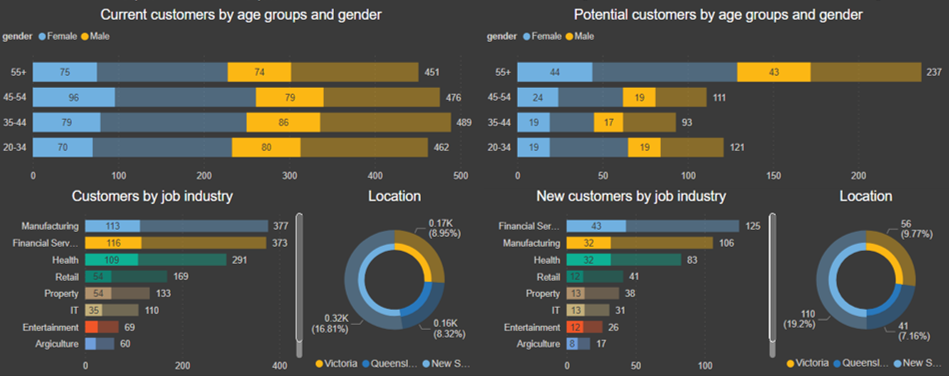 Current customers by age groups and gender
gender Female Male
55+ 75 74 451
45-54 96 79 476
35-44 79 86 489
20-34 70 80 462
0 100 200 300 400 500
Potential customers by age groups and gender
gender Female Male
55+ 44 43 237
45-54 24 19 111
35-44 19 17 93
20-34 19 19 121
0 50 100 150 200
Customers by job industry
Manufacturing 113 377
Financial Serv... 116 373
Health 109 291
Retail 54 169
Property 54 133
IT 35 110
Entertainment 69
Argiculture 60
0 200 400
Location
0.17K
(8.95%)
0.32K
(16.81%)
0.16K
(8.32%)
Victoria Queensl... New S...
New customers by job industry
Financial Ser... 43 125
Manufacturing 32 106
Health 32 83
Retail 12 41
Property 13 38
IT 13 31
Entertainment 12 26
Argiculture 8 17
0 50 100
Location
56
(9.77%)
110
(19.2%)
41
(7.16%)
Victoria Queensl... New S...